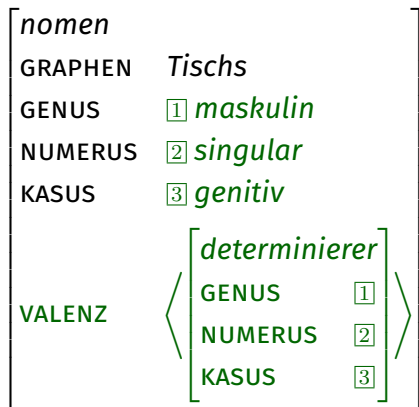 nomen
GRAPHEN Tischs
GENUS 1 maskulin
NUMERUS 2 singular
KASUS 3 genitiv
determinierer
GENUS 1
VALENZ NUMERUS 2
KASUS 3